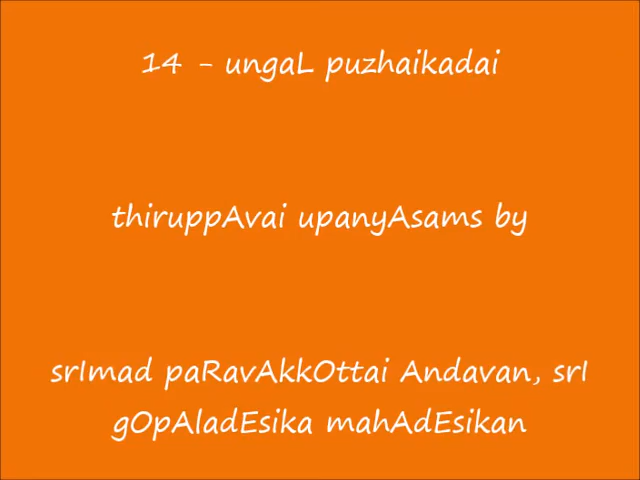 14 - ungaL puzhaikadai
thiruppAvai upanyAsams by
srImad paRavAkkOttai Andavan, srI
gOpAladEsika mahAdEsikan